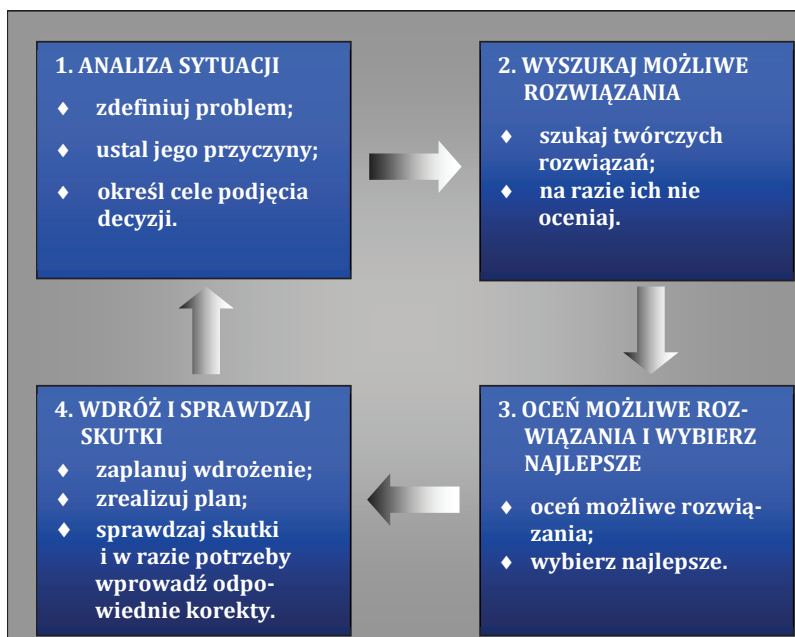 1. ANALIZA SYTUACJI
♦ zdefiniuj problem;
♦ ustal jego przyczyny;
♦ określ cele podjęcia
decyzji.
2. WYSZUKAJ MOŻLIWE
ROZWIĄZANIA
♦ szukaj twórczych
rozwiązań;
♦ na razie ich nie
oceniaj.
3. OCEŃ MOŻLIWE ROZ-
WIĄZANIA I WYBIERZ
NAJLEPSZE
♦ oceń możliwe rozwią-
zania;
♦ wybierz najlepsze.
4. WDRÓŻ I SPRAWDZAJ
SKUTKI
♦ zaplanuj wdrożenie;
♦ zrealizuj plan;
♦ sprawdzaj skutki
i w razie potrzeby
wprowadź odpo-
wiednie korekty.